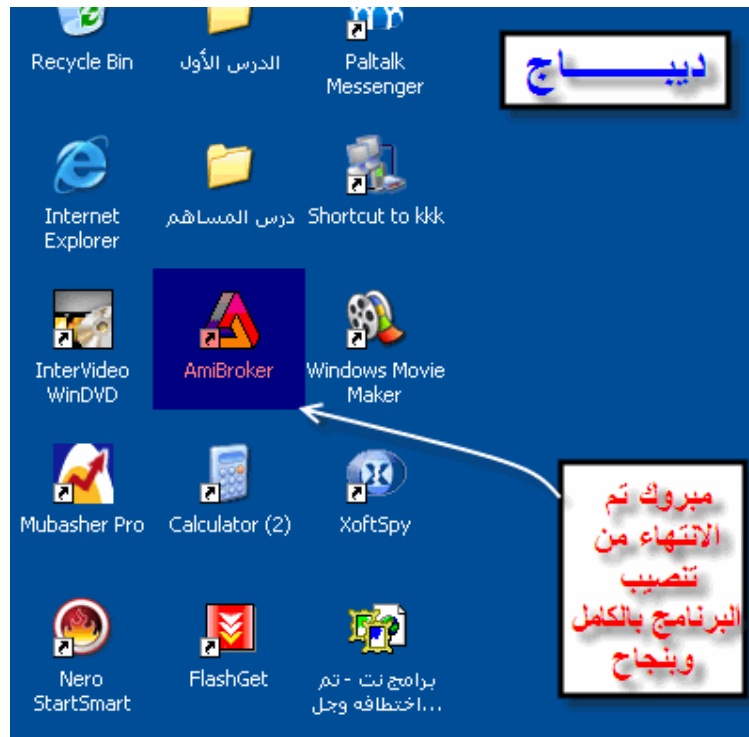 Recycle Bin
الدرس الأول
Paltalk
Messenger
ديبـــــــاج
Internet
Explorer
درس المساهم
Shortcut to kkk
InterVideo
WinDVD
AmiBroker
Windows Movie
Maker
Mubasher Pro
Calculator (2)
XoftSpy
مبروك تم
الانتهاء من
تنصيب
البرنامج بالكامل
وبنجاح
Nero
StartSmart
FlashGet
برامج نت - تم
اختطافه وجل...